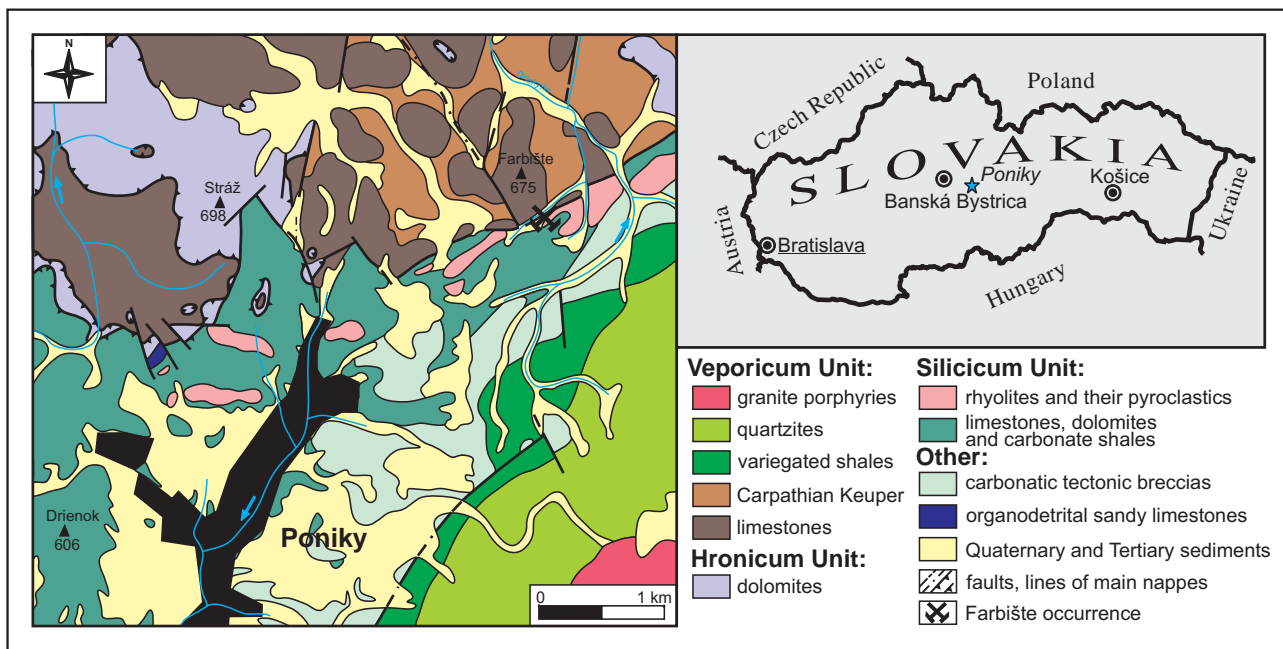 N
Stráž
698
Farbište
675
Drienok
606
Poniky
0 1 km
Czech Republic
Poland
SLOVAKIA
Poniky
Banská Bystrica
Košice
Ukraine
Austria
Bratislava
Hungary
Veporicum Unit:
granite porphyries
quartzites
variegated shales
Carpathian Keuper
limestones
Hronicum Unit:
dolomites
Silicicum Unit:
rhyolites and their pyroclastics
limestones, dolomites
and carbonate shales
Other:
carbonatic tectonic breccias
organodetrital sandy limestones
Quaternary and Tertiary sediments
faults, lines of main nappes
Farbište occurrence